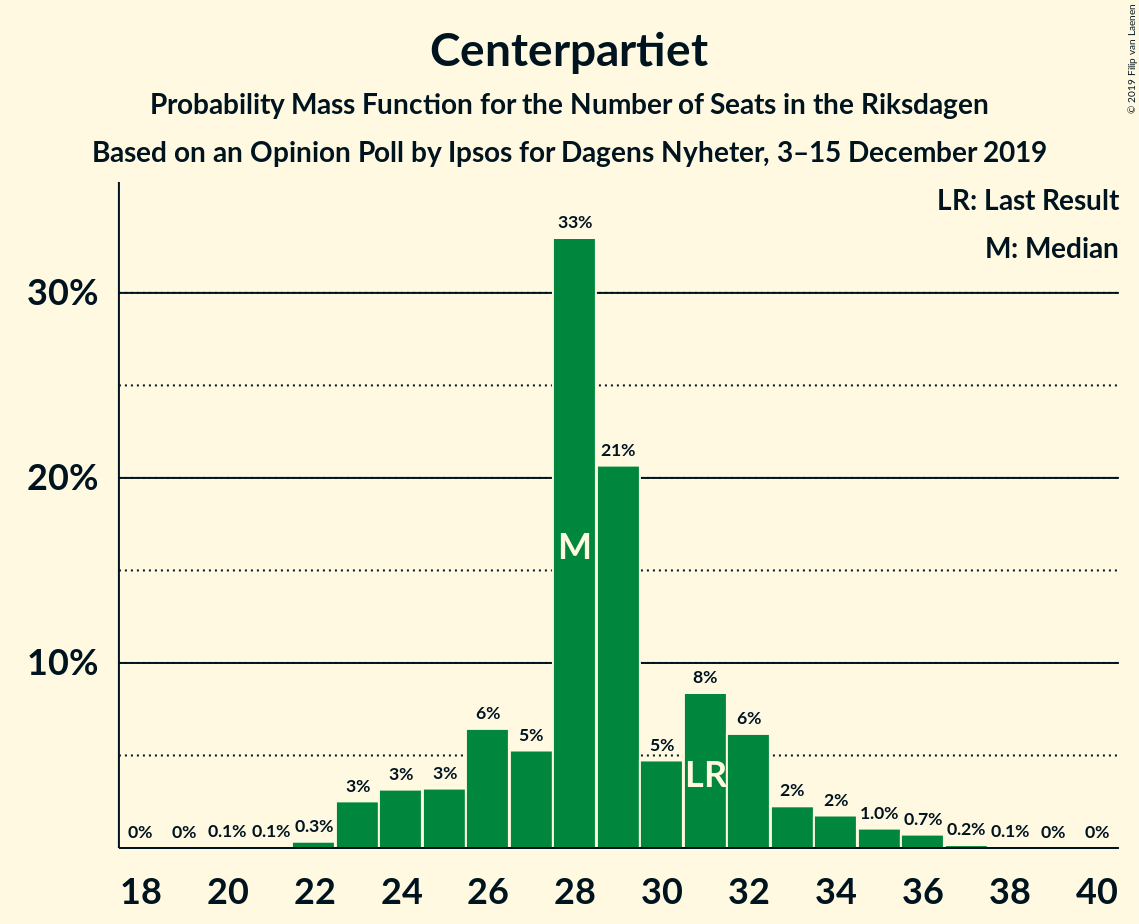 Centerpartiet
Probability Mass Function for the Number of Seats in the Riksdagen
Based on an Opinion Poll by Ipsos for Dagens Nyheter, 3–15 December 2019
© 2019 Filip van Laenen
LR: Last Result
M: Median
30%
20%
10%
0%
0%
0.1%
0.1%
0.3%
3%
3%
3%
6%
5%
33%
21%
5%
8%
6%
2%
2%
1.0%
0.7%
0.2%
0.1%
0%
0%
M
LR
18 20 22 24 26 28 30 32 34 36 38 40